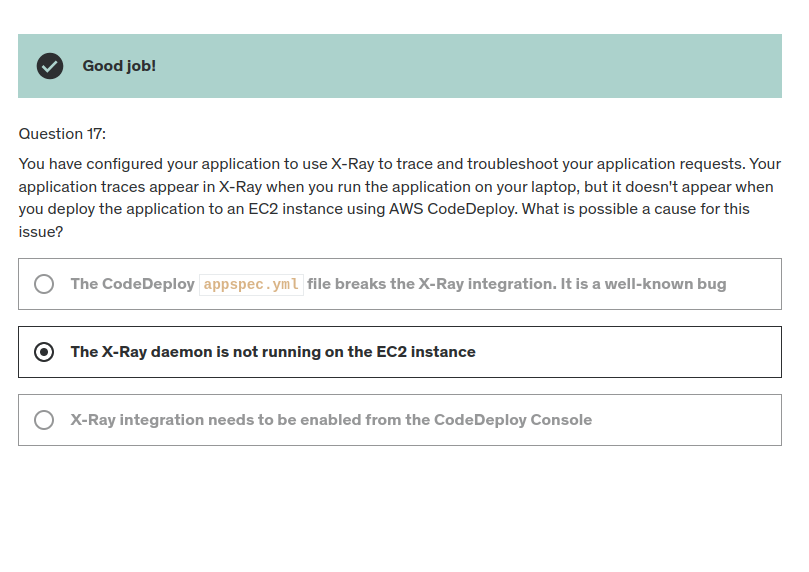 Good job!
Question 17:
You have configured your application to use X-Ray to trace and troubleshoot your application requests. Your
application traces appear in X-Ray when you run the application on your laptop, but it doesn't appear when
you deploy the application to an EC2 instance using AWS CodeDeploy. What is possible a cause for this
issue?
The CodeDeploy appspec.yml file breaks the X-Ray integration. It is a well-known bug
The X-Ray daemon is not running on the EC2 instance
X-Ray integration needs to be enabled from the CodeDeploy Console